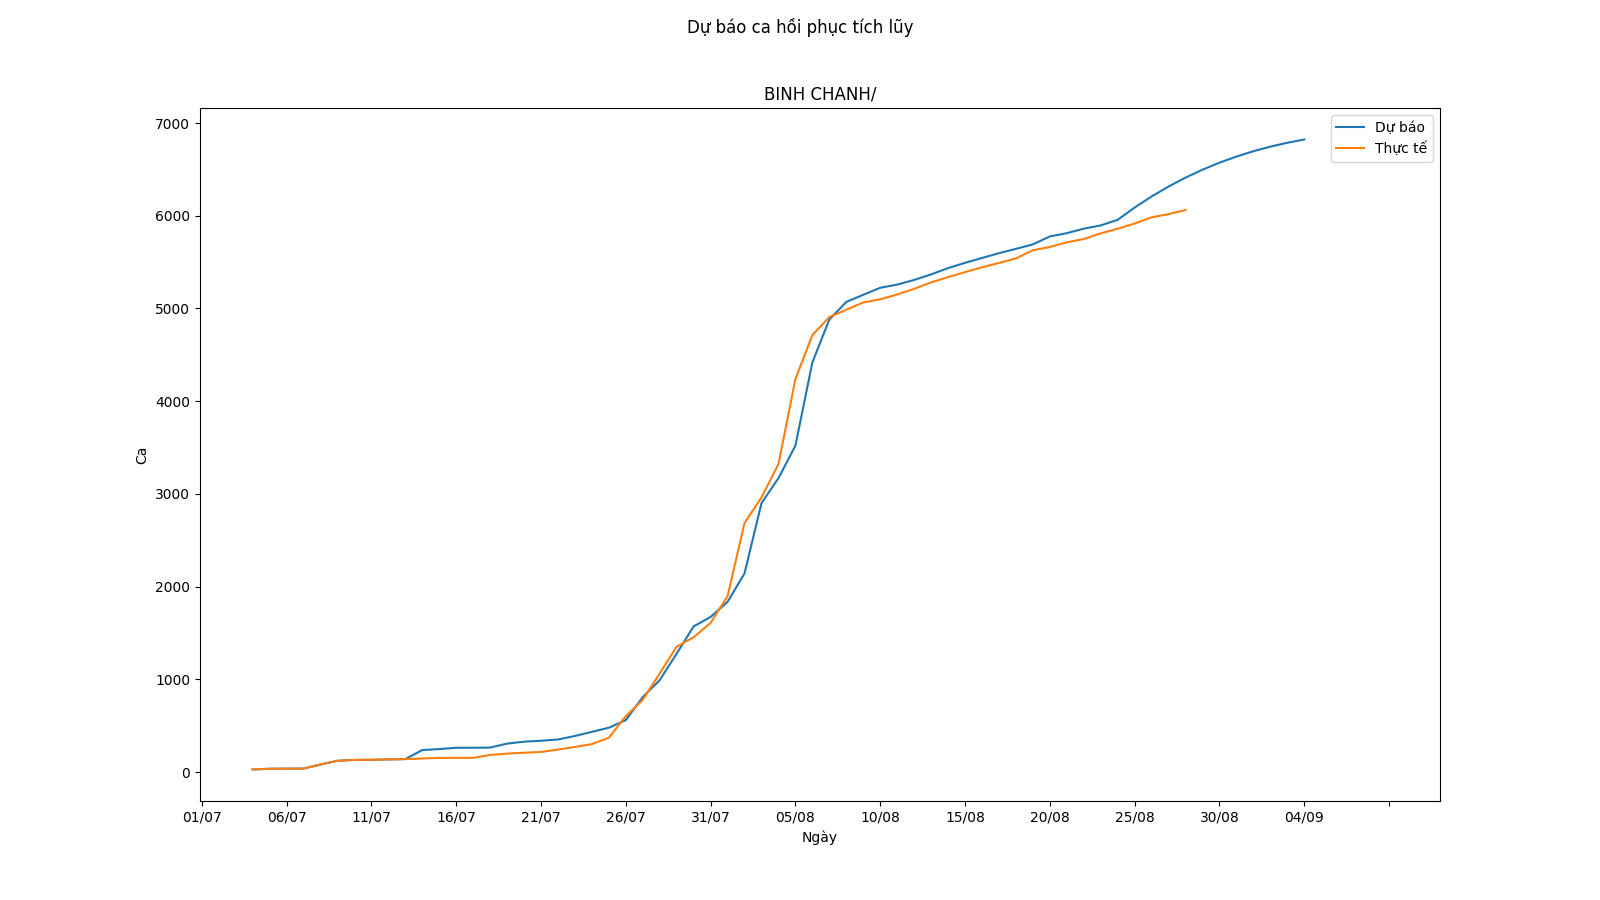 Dự báo ca hồi phục tích lũy
BINH CHANH/
7000
6000
5000
4000
3000
2000
1000
0
Ca
Dự báo
Thực tế
01/07 06/07 11/07 16/07 21/07 26/07 31/07 05/08 10/08 15/08 20/08 25/08 30/08 04/09
Ngày